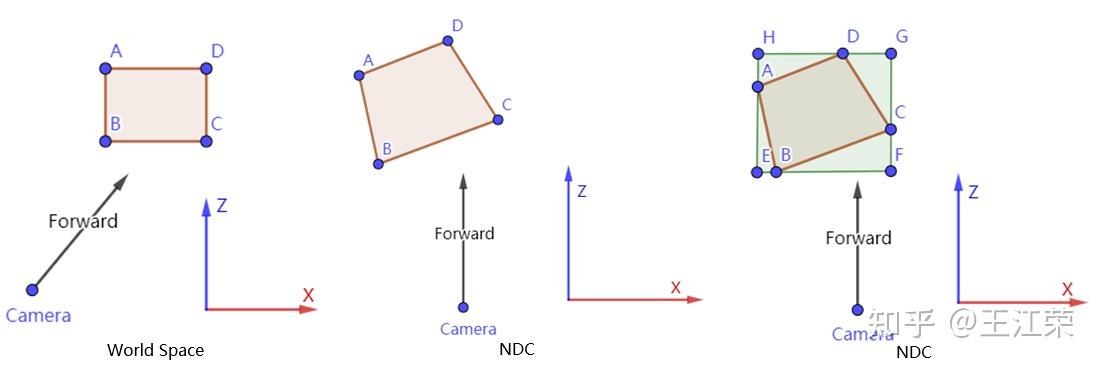 A
D
B
C
Forward
Z
X
Camera
World Space
D
A
C
B
Z
Forward
X
Camera
NDC
H
D
G
A
C
E
B
F
Z
Forward
X
Camera
知乎 @王江荣
NDC